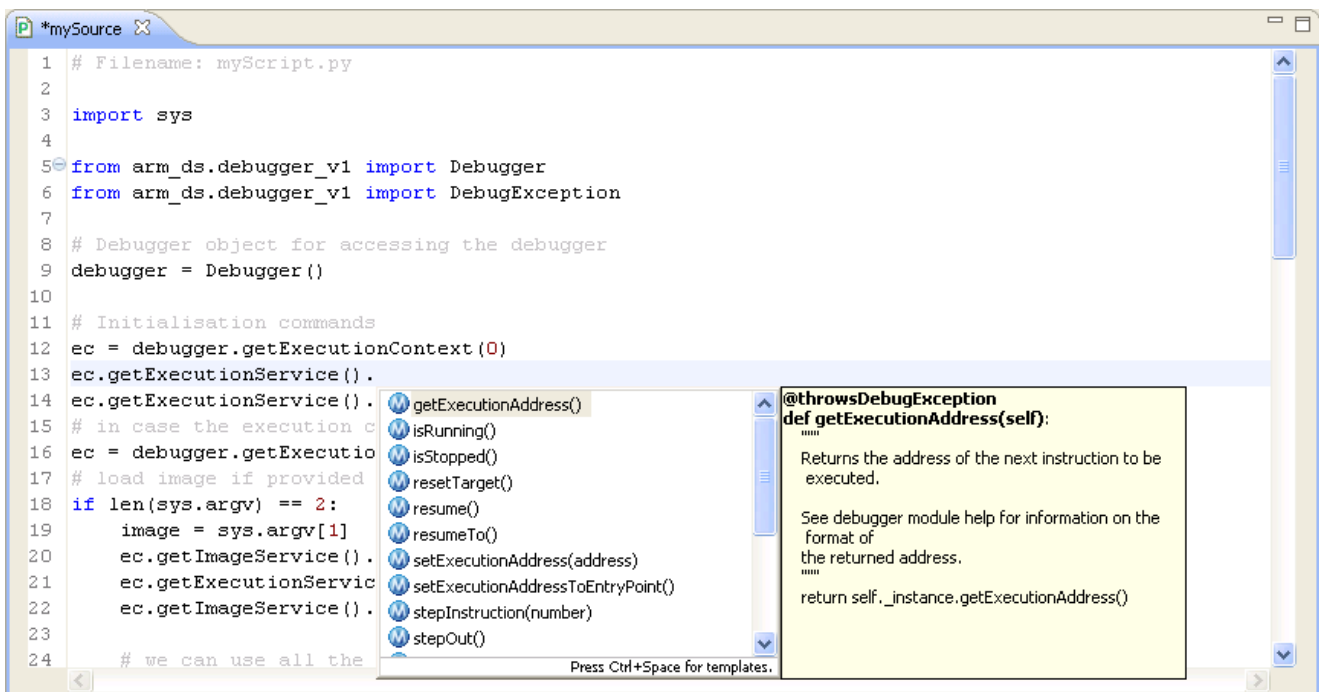 *mySource
1 # Filename: myScript.py
2
3 import sys
4
5 from arm_ds.debugger_v1 import Debugger
6 from arm_ds.debugger_v1 import DebugException
7
8 # Debugger object for accessing the debugger
9 debugger = Debugger()
10
11 # Initialisation commands
12 ec = debugger.getExecutionContext(0)
13 ec.getExecutionService().
14 ec.getExecutionService().
15 # in case the execution c
16 ec = debugger.getExecutio
17 # load image if provided
18 if len(sys.argv) == 2:
19 image = sys.argv[1]
20 ec.getImageService().
21 ec.getExecutionServic
22 ec.getImageService().
23
24 # we can use all the
getExecutionAddress()
isRunning()
isStopped()
resetTarget()
resume()
resumeTo()
setExecutionAddress(address)
setExecutionAddressToEntryPoint()
stepInstruction(number)
stepOut()
Press Ctrl+Space for templates.
@throwsDebugException
def getExecutionAddress(self):
"""
Returns the address of the next instruction to be
executed.
See debugger module help for information on the
format of
the returned address.
"""
return self._instance.getExecutionAddress()